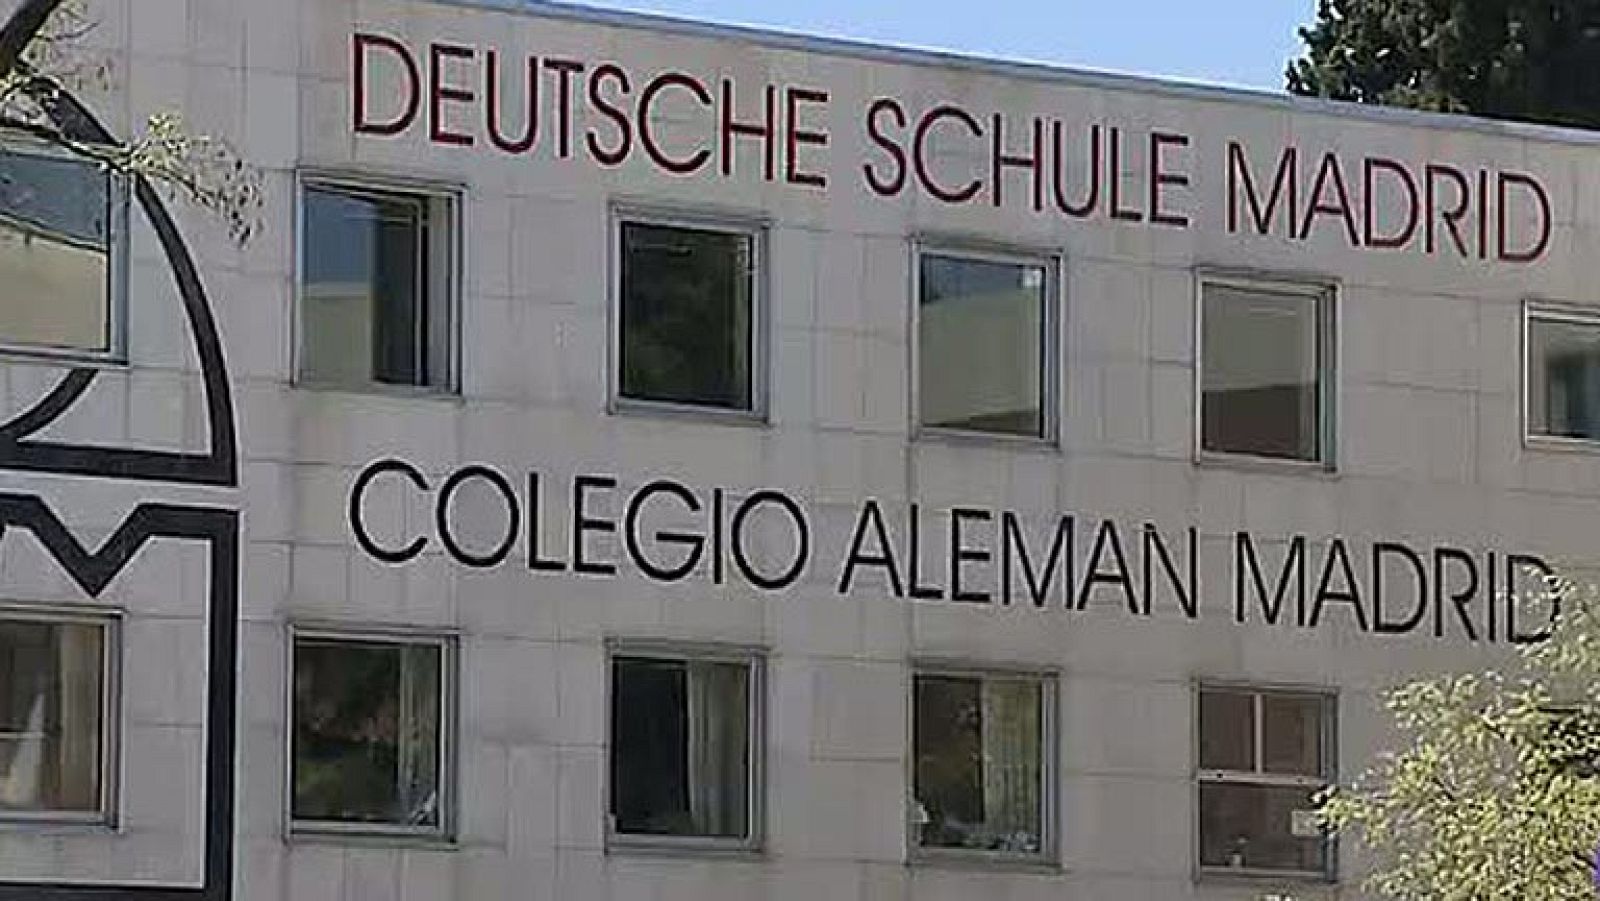 DEUTSCHE SCHULE MADRID
COLEGIO ALEMAN MADRID